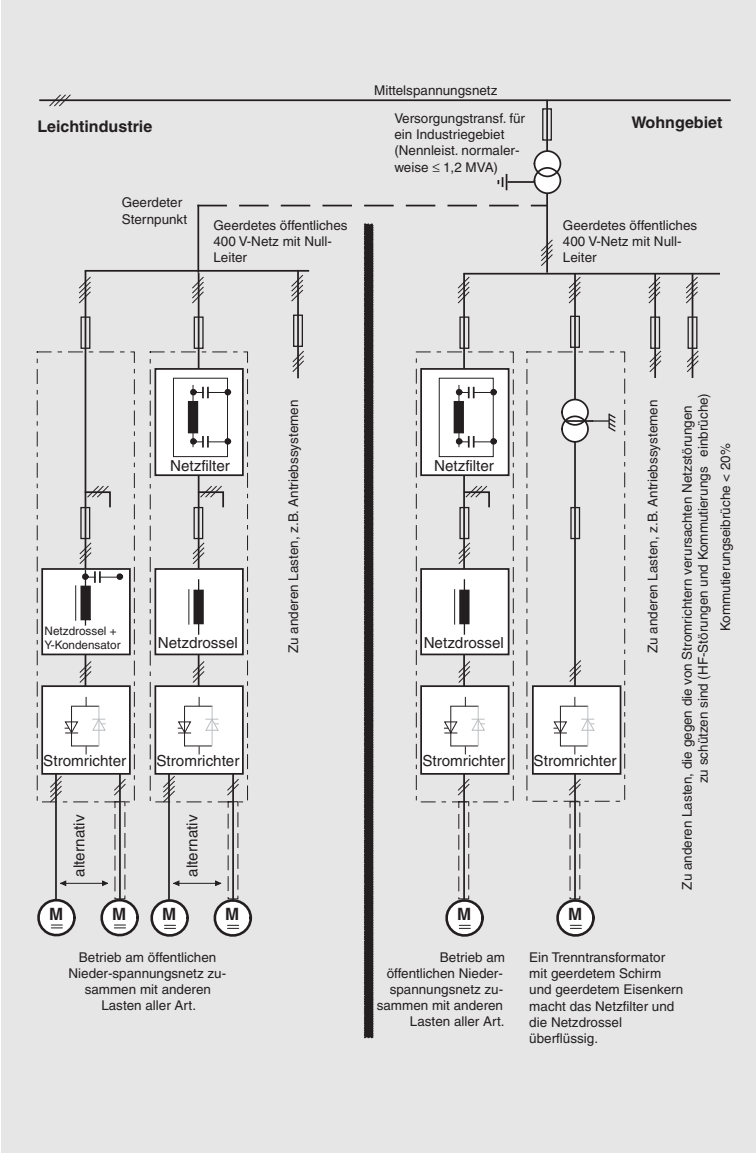 Mittelspannungsnetz
Leichtindustrie
Versorgungstransf. für
ein Industriegebiet
(Nennleist. normaler-
weise ≤ 1,2 MVA)
Wohngebiet
Geerdeter
Sternpunkt
Geerdetes öffentliches
400 V-Netz mit Null-
Leiter
Geerdetes öffentliches
400 V-Netz mit Null-
Leiter
Netzfilter
Netzdrossel +
Y-Kondensator
Netzdrossel
Stromrichter
Stromrichter
Zu anderen Lasten, z.B. Antriebssystemen
alternativ
alternativ
M
M
M
M
Betrieb am öffentlichen
Nieder-spannungsnetz zu-
sammen mit anderen
Lasten aller Art.
Netzfilter
Netzdrossel
Stromrichter
Stromrichter
Zu anderen Lasten, z.B. Antriebssystemen
Zu anderen Lasten, die gegen die von Stromrichtern verursachten Netzstörungen
zu schützen sind (HF-Störungen und Kommutierungs einbrüche)
Kommutierungseibrüche < 20%
M
M
Betrieb am
öffentlichen Nieder-
spannungsnetz zu-
sammen mit anderen
Lasten aller Art.
Ein Trenntransformator
mit geerdetem Schirm
und geerdetem Eisenkern
macht das Netzfilter und
die Netzdrossel
überflüssig.